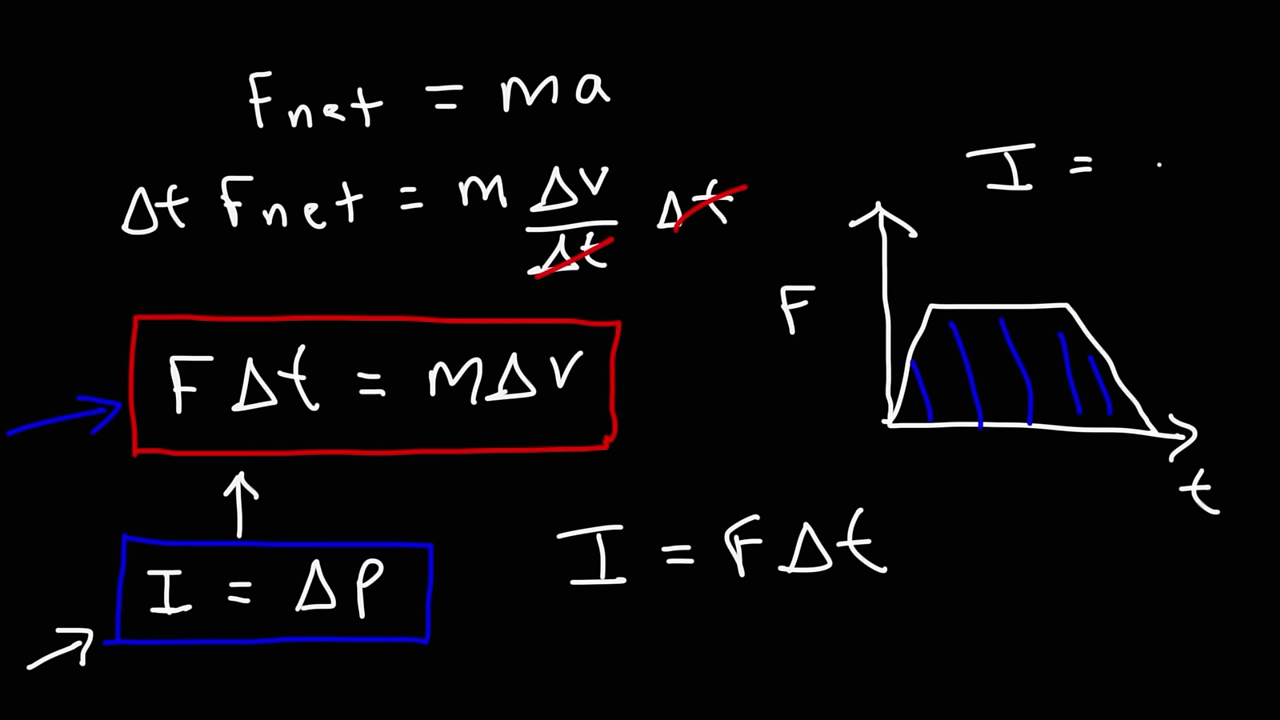 Fnet = ma
Δt Fnet = m Δv/Δt Δt
I =
F
FΔt = mΔv
t
I = Δp
I = FΔt